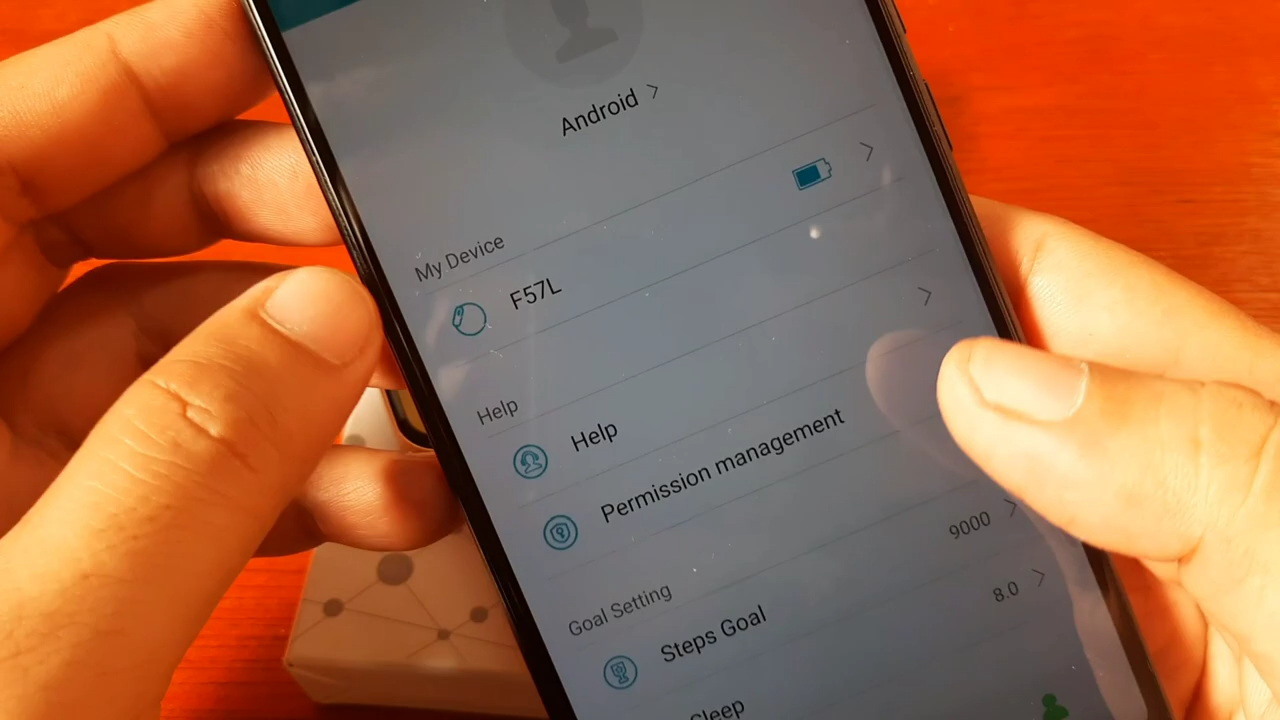 Android
My Device
F57L
Help
Help
Permission management
Goal Setting
Steps Goal 9000
Sleep 8.0